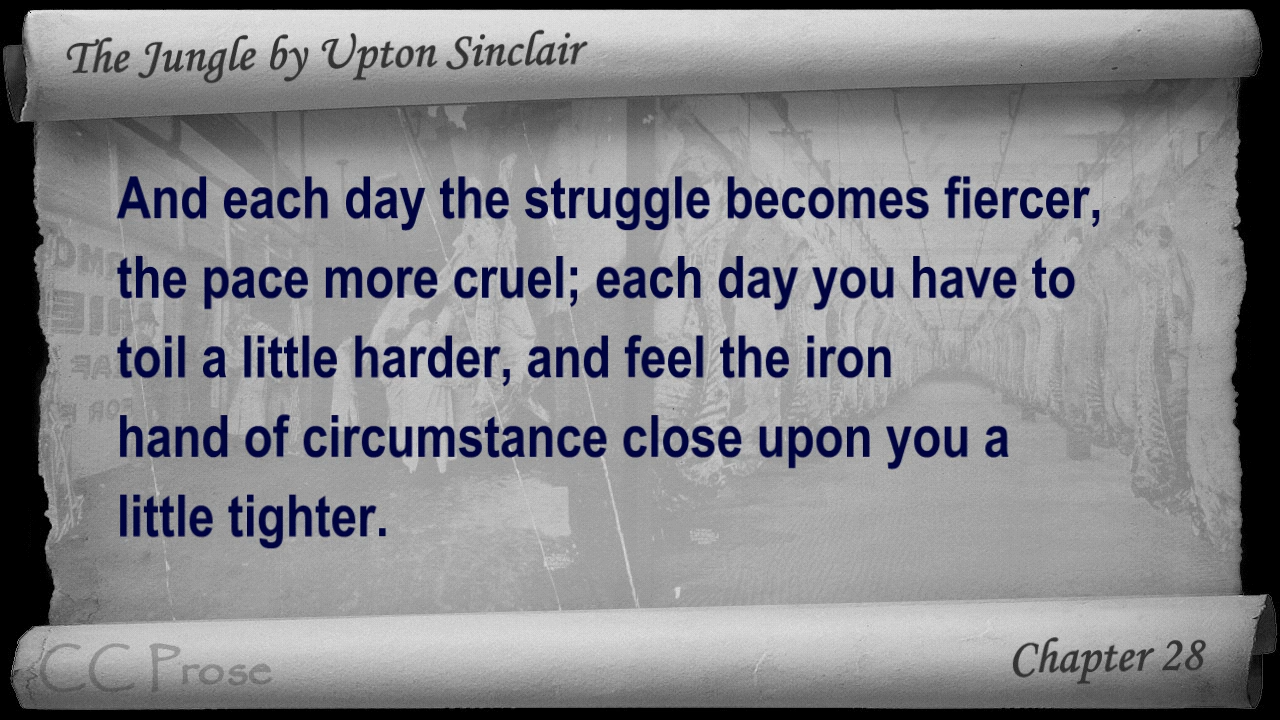 The Jungle by Upton Sinclair
And each day the struggle becomes fiercer,
the pace more cruel; each day you have to
toil a little harder, and feel the iron
hand of circumstance close upon you a
little tighter.
CC Prose
Chapter 28